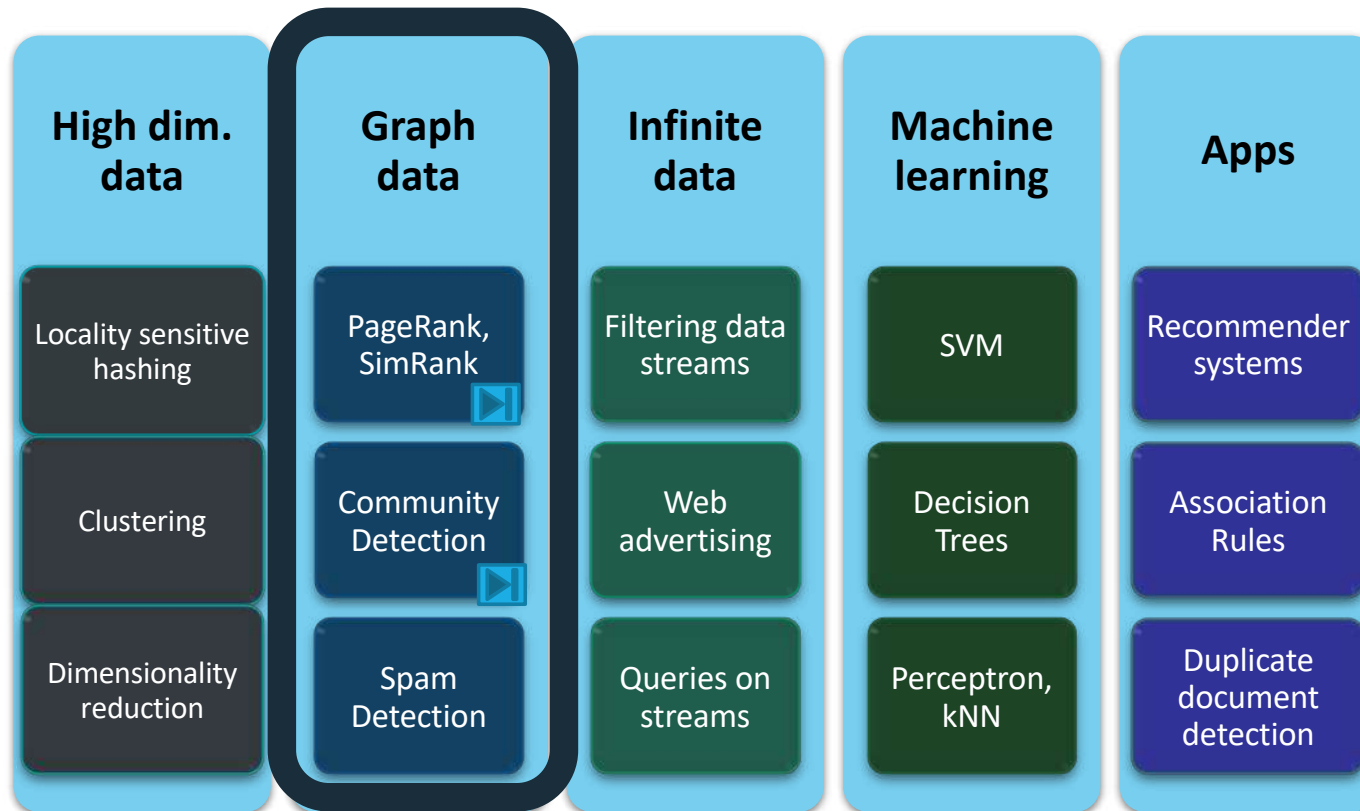 High dim.
data
Locality sensitive
hashing
Clustering
Dimensionality
reduction
Graph
data
PageRank,
SimRank
Community
Detection
Spam
Detection
Infinite
data
Filtering data
streams
Web
advertising
Queries on
streams
Machine
learning
SVM
Decision
Trees
Perceptron,
kNN
Apps
Recommender
systems
Association
Rules
Duplicate
document
detection